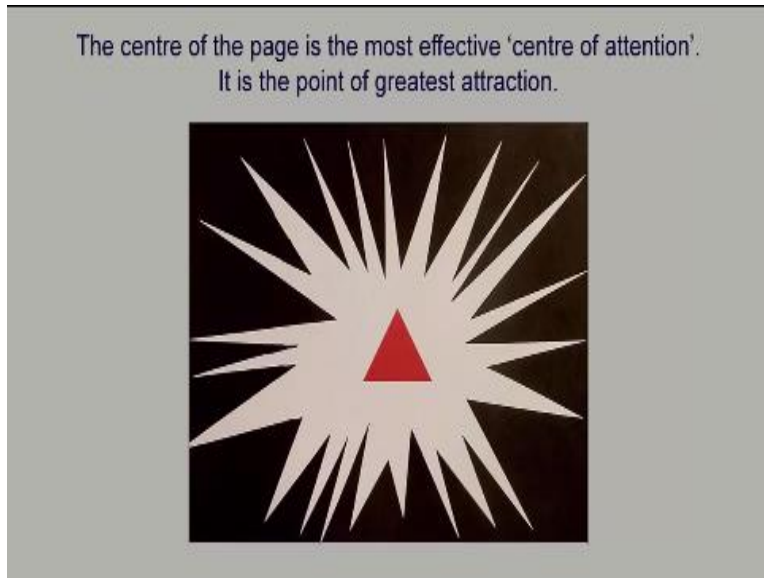 The centre of the page is the most effective ‘centre of attention’.
It is the point of greatest attraction.